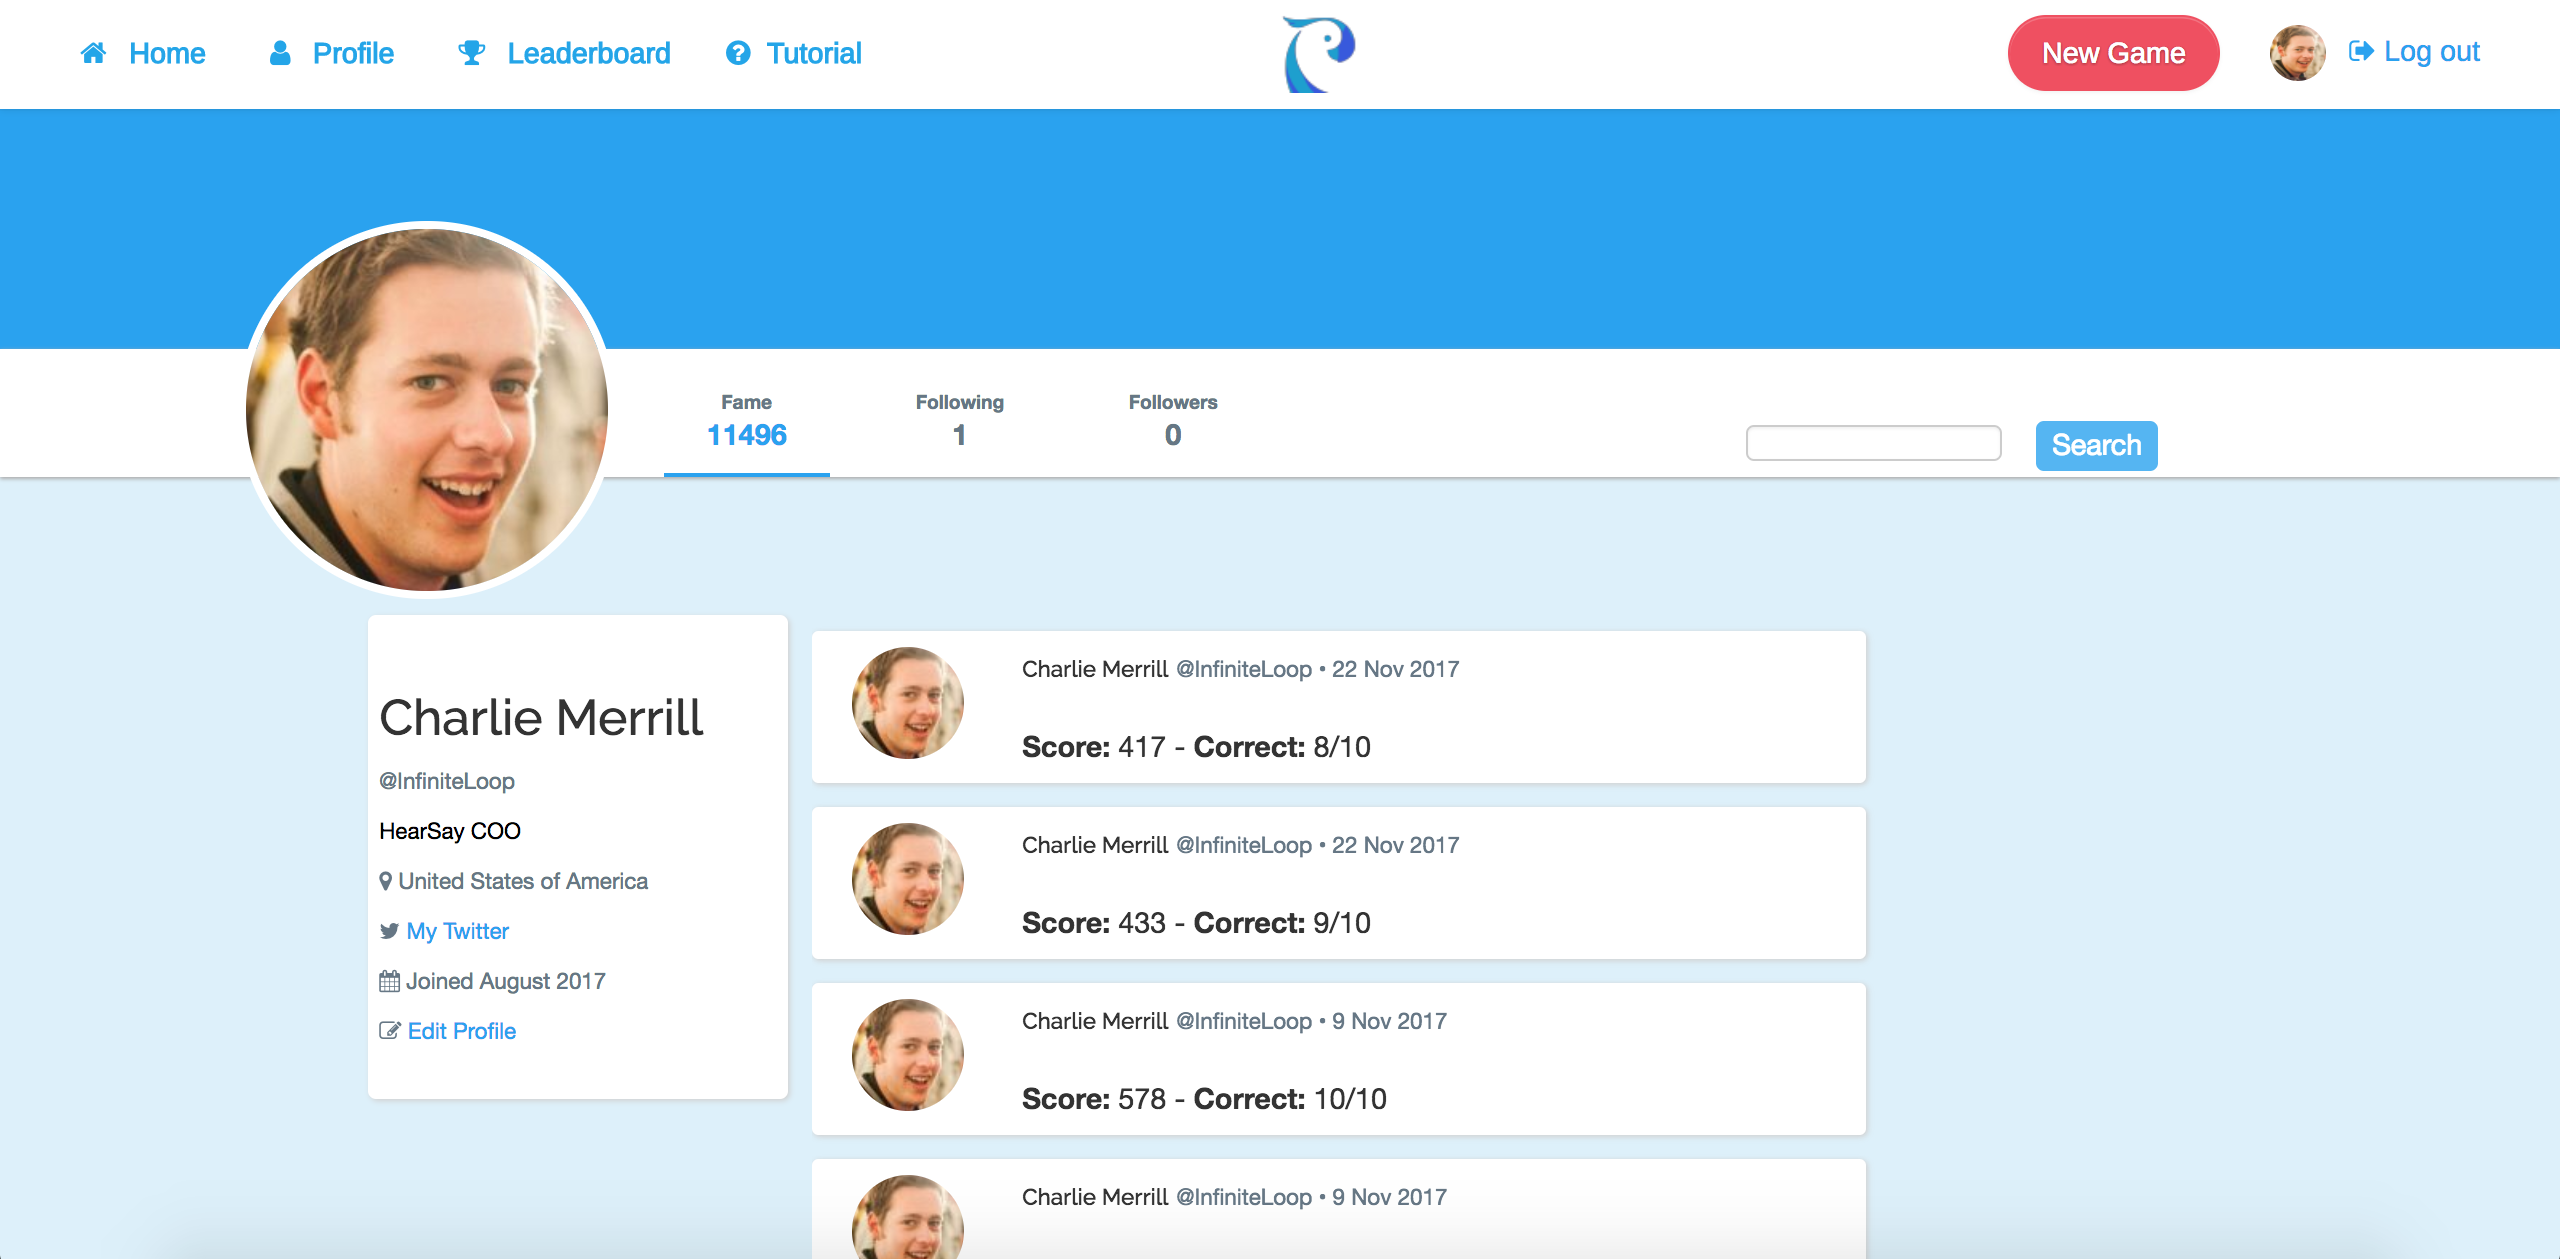 Home Profile Leaderboard Tutorial New Game Log out
Fame Following Followers
11496 1 0
Search
Charlie Merrill
@InfiniteLoop
HearSay COO
United States of America
My Twitter
Joined August 2017
Edit Profile
Charlie Merrill @InfiniteLoop • 22 Nov 2017
Score: 417 - Correct: 8/10
Charlie Merrill @InfiniteLoop • 22 Nov 2017
Score: 433 - Correct: 9/10
Charlie Merrill @InfiniteLoop • 9 Nov 2017
Score: 578 - Correct: 10/10
Charlie Merrill @InfiniteLoop • 9 Nov 2017